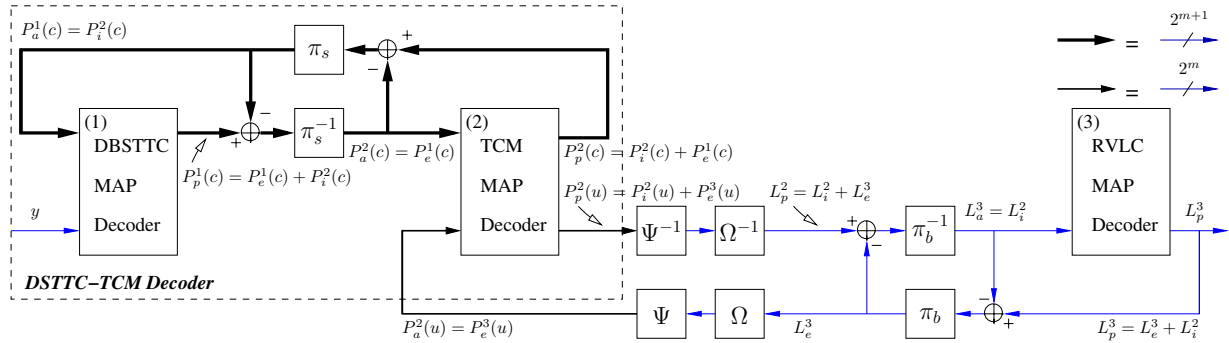 P_a^1(c) = P_i^2(c)
π_s
+
−
2^{m+1}
=
2^m
=
(1)
DBSTTC
MAP
Decoder
+
−
π_s^{-1}
P_p^1(c) = P_e^1(c) + P_i^2(c)
P_a^2(c) = P_e^1(c)
(2)
TCM
MAP
Decoder
P_p^2(c) = P_i^2(c) + P_e^1(c)
P_p^2(u) = P_i^2(u) + P_e^3(u)
L_p^2 = L_i^2 + L_e^3
(3)
RVLC
MAP
Decoder
y
Ψ^{-1}
Ω^{-1}
+
−
π_b^{-1}
L_a^3 = L_i^2
L_p^3
DSTTC−TCM Decoder
P_a^2(u) = P_e^3(u)
Ψ
Ω
L_e^3
π_b
−
+
L_p^3 = L_e^3 + L_i^2